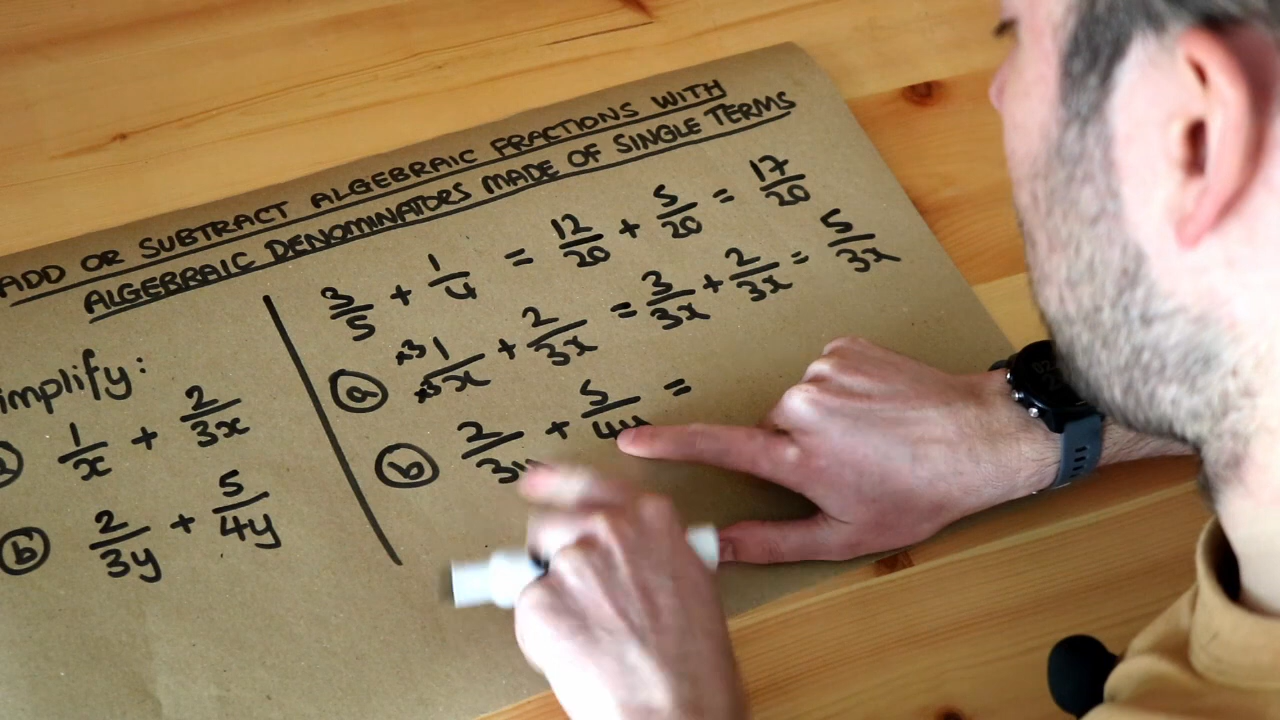 ADD OR SUBTRACT ALGEBRAIC FRACTIONS WITH
ALGEBRAIC DENOMINATORS MADE OF SINGLE TERMS
implify:
1/x + 2/3x
b 2/3y + 5/4y
3/5 + 1/4 = 12/20 + 5/20 = 17/20
a ×3 1/×3 x + 2/3x = 3/3x + 2/3x = 5/3x
b 2/3y + 5/4y =